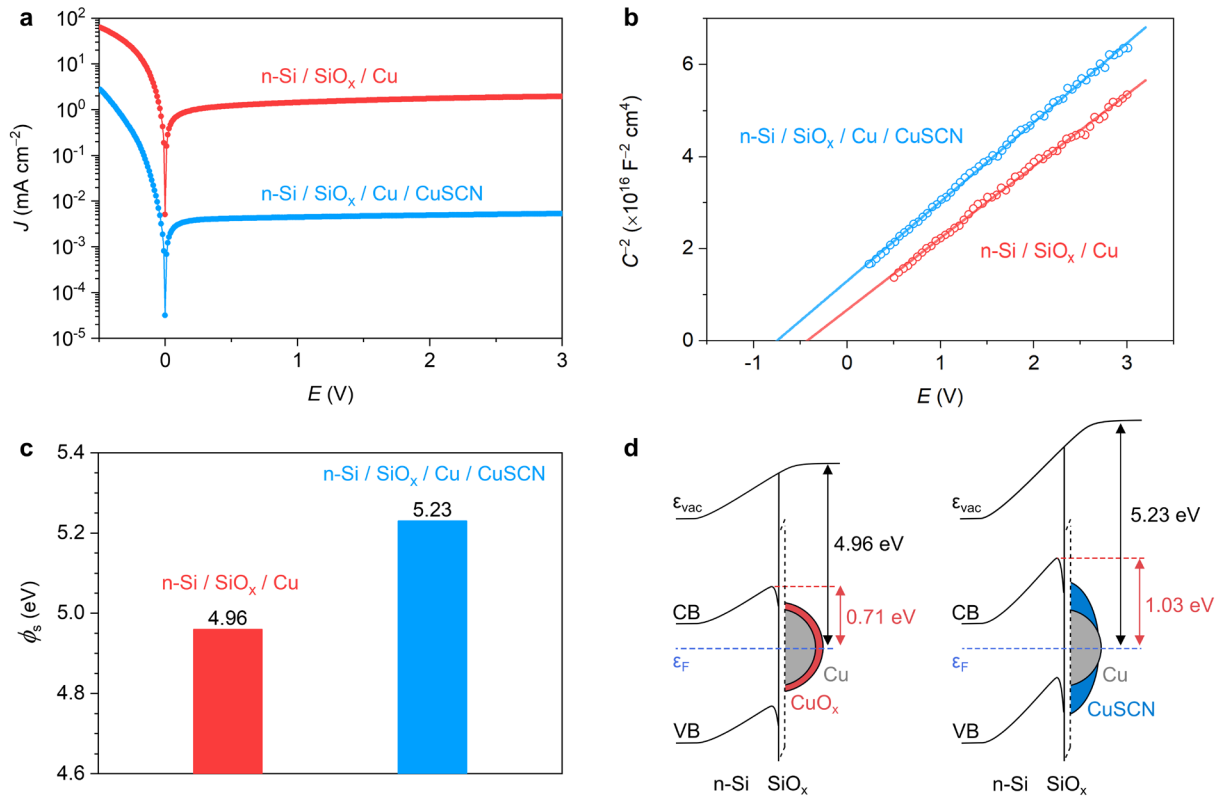 a
10²
10¹
10⁰
10⁻¹
10⁻²
10⁻³
10⁻⁴
10⁻⁵
J (mA cm⁻²)
n-Si / SiOₓ / Cu
n-Si / SiOₓ / Cu / CuSCN
0
1
2
3
E (V)
b
6
4
2
0
C⁻² (×10¹⁶ F⁻² cm⁴)
n-Si / SiOₓ / Cu / CuSCN
n-Si / SiOₓ / Cu
-1
0
1
2
3
E (V)
c
5.4
5.2
5.0
4.8
4.6
ϕₛ (eV)
n-Si / SiOₓ / Cu / CuSCN
5.23
n-Si / SiOₓ / Cu
4.96
d
εvac
4.96 eV
CB
0.71 eV
εF
Cu
CuOₓ
VB
n-Si SiOₓ
εvac
5.23 eV
CB
1.03 eV
εF
Cu
CuSCN
VB
n-Si SiOₓ